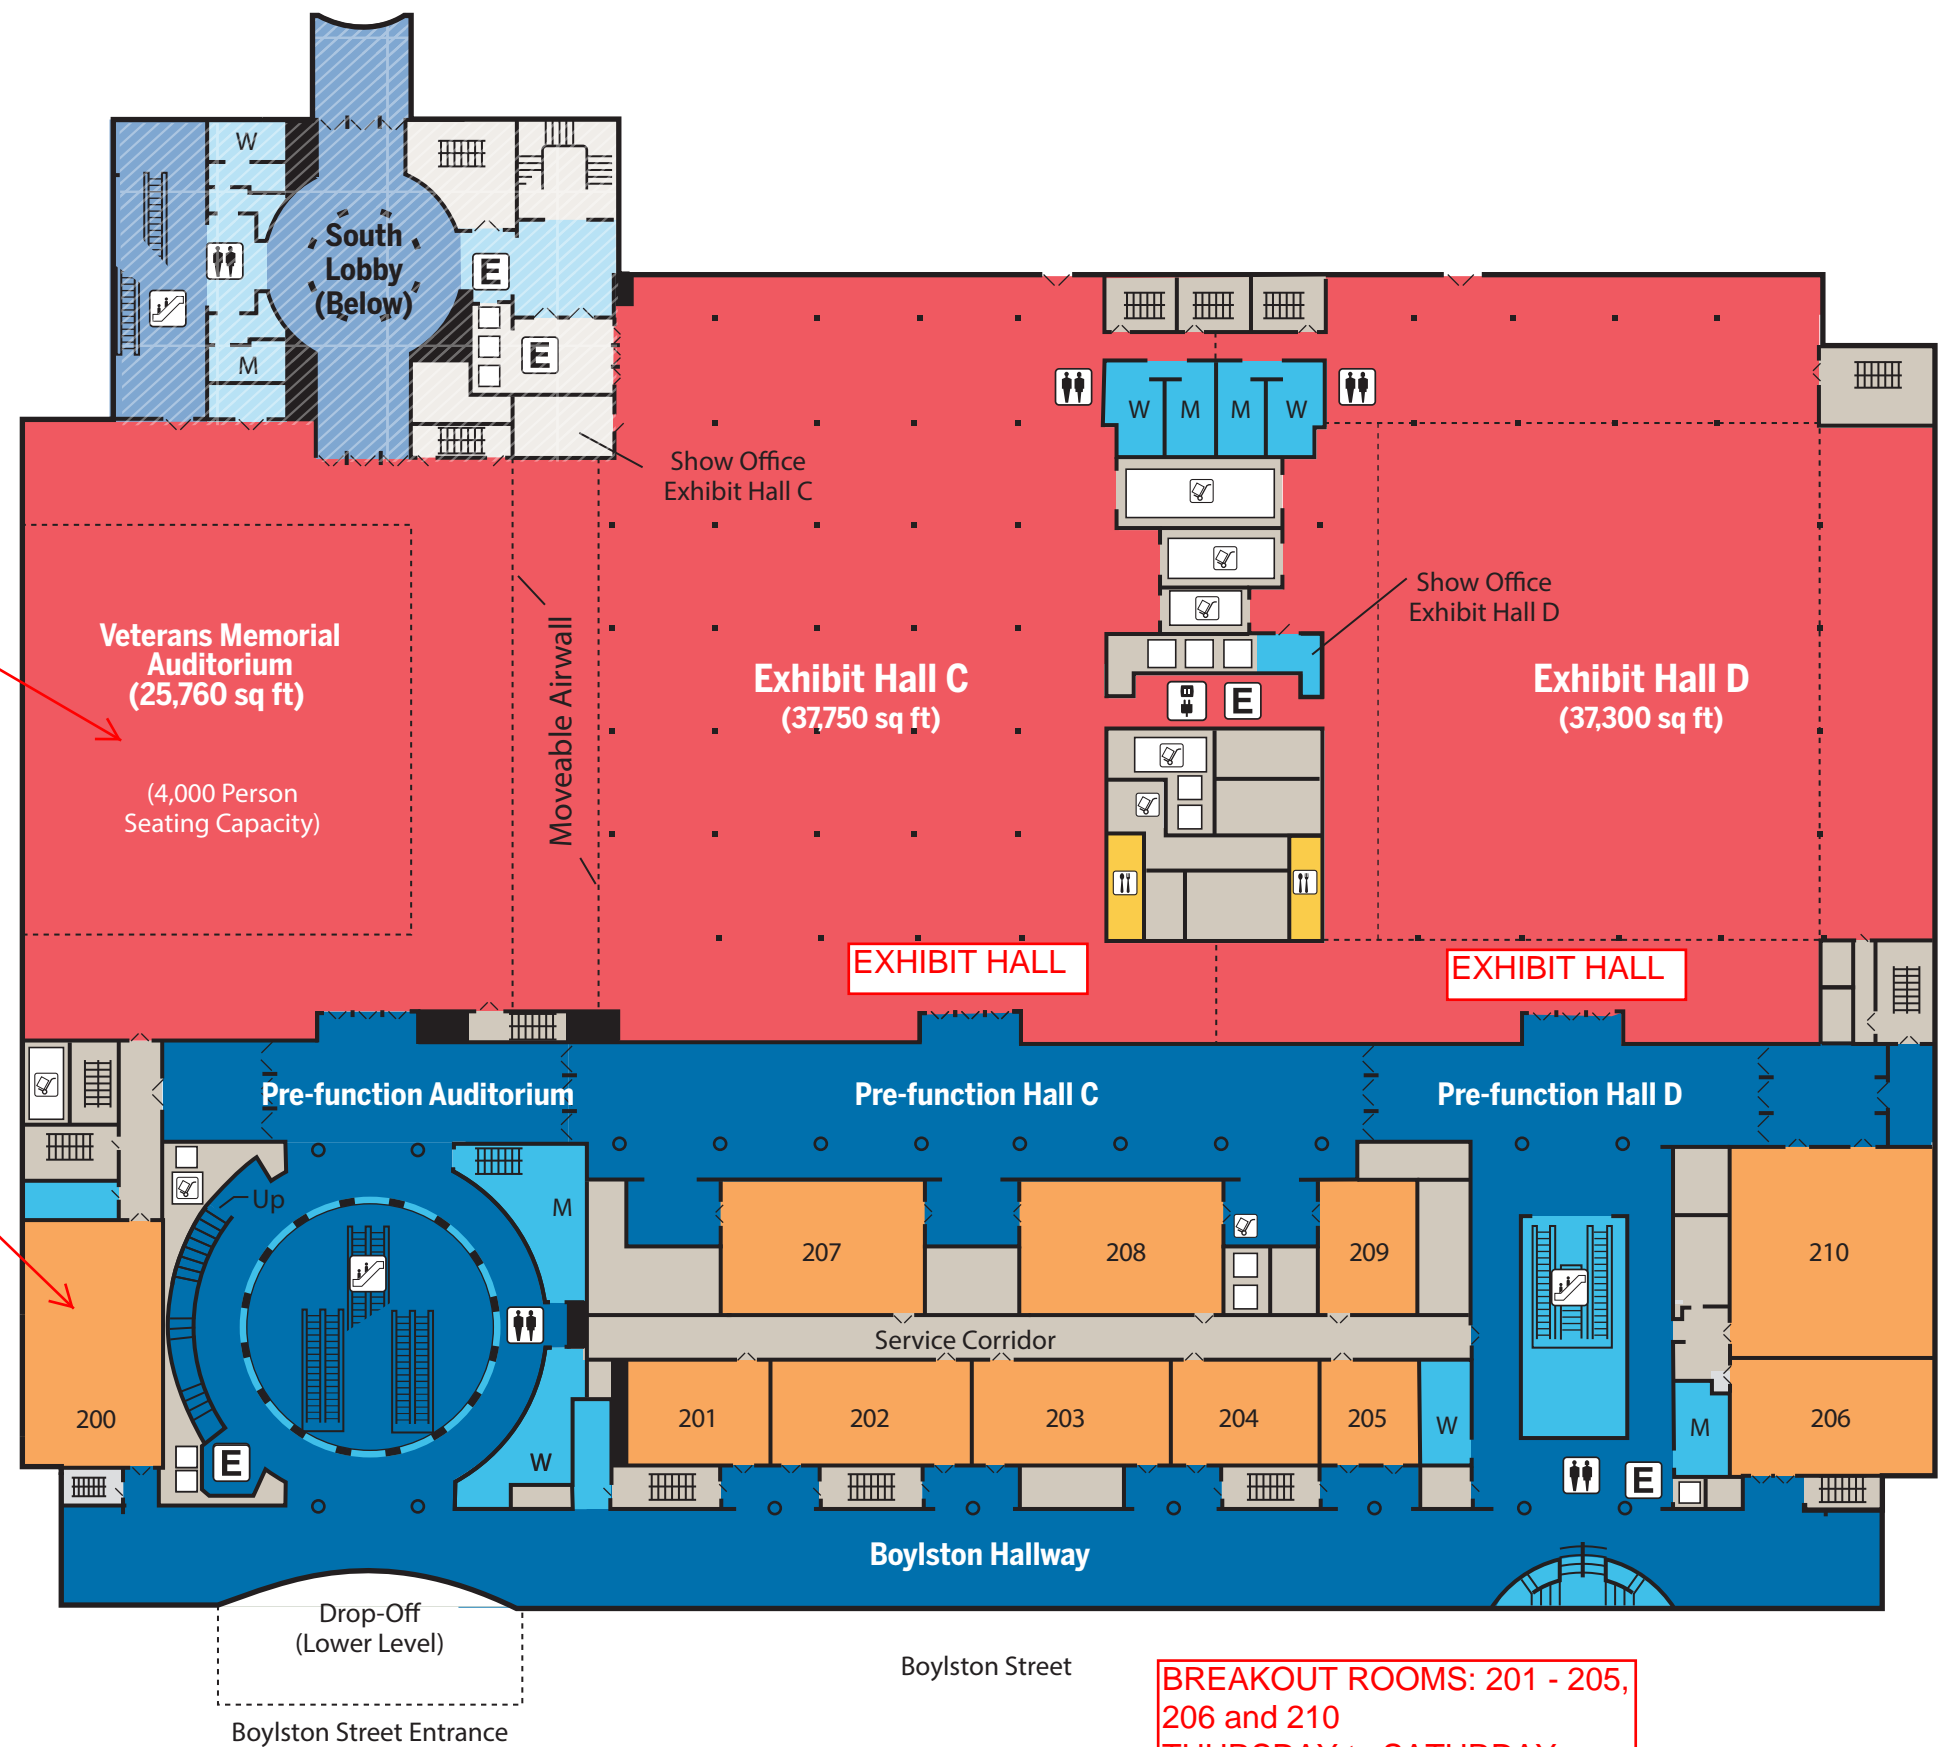 W
South
Lobby
(Below)
E
M
E
Show Office
Exhibit Hall C
W
M
M
W
Show Office
Exhibit Hall D
Veterans Memorial
Auditorium
(25,760 sq ft)
(4,000 Person
Seating Capacity)
Moveable Airwall
Exhibit Hall C
(37,750 sq ft)
E
Exhibit Hall D
(37,300 sq ft)
EXHIBIT HALL
EXHIBIT HALL
Pre-function Auditorium
Pre-function Hall C
Pre-function Hall D
Up
M
207
208
209
210
Service Corridor
200
E
W
201
202
203
204
205
W
M
206
E
Boylston Hallway
Drop-Off
(Lower Level)
Boylston Street Entrance
Boylston Street
BREAKOUT ROOMS: 201 - 205,
206 and 210
THURSDAY to SATURDAY